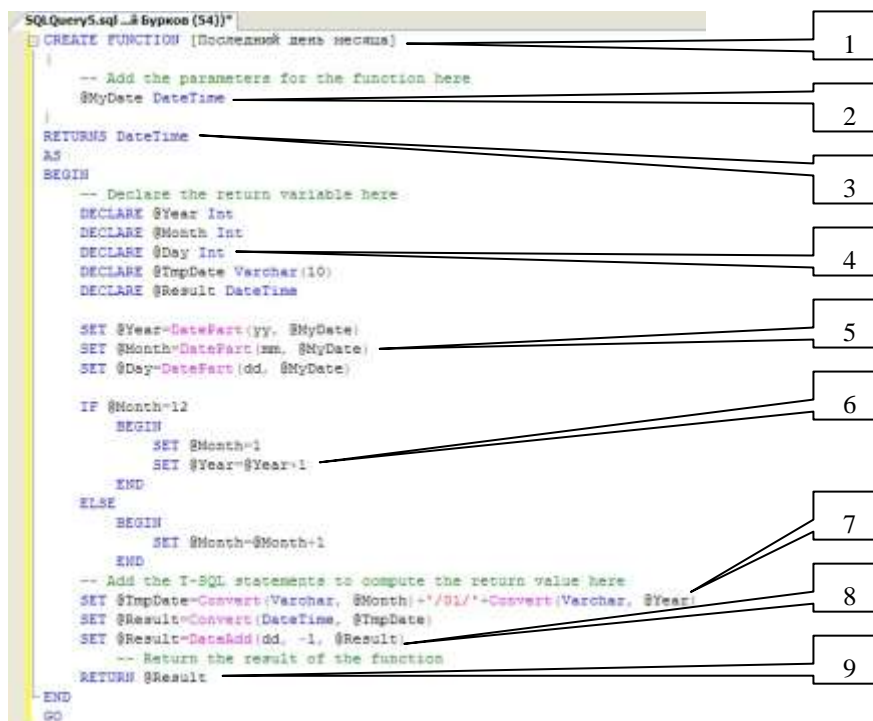 SQLQuery5.sql ...й Бурков (54))*
CREATE FUNCTION [Последний день месяца]
(
-- Add the parameters for the function here
@MyDate DateTime
)
RETURNS DateTime
AS
BEGIN
-- Declare the return variable here
DECLARE @Year Int
DECLARE @Month Int
DECLARE @Day Int
DECLARE @TmpDate Varchar(10)
DECLARE @Result DateTime
SET @Year=DatePart(yy, @MyDate)
SET @Month=DatePart(mm, @MyDate)
SET @Day=DatePart(dd, @MyDate)
IF @Month=12
BEGIN
SET @Month=1
SET @Year=@Year+1
END
ELSE
BEGIN
SET @Month=@Month+1
END
-- Add the T-SQL statements to compute the return value here
SET @TmpDate=Convert(Varchar, @Month)+'/01/'+Convert(Varchar, @Year)
SET @Result=Convert(DateTime, @TmpDate)
SET @Result=DateAdd(dd, -1, @Result)
-- Return the result of the function
RETURN @Result
END
GO
1
2
3
4
5
6
7
8
9